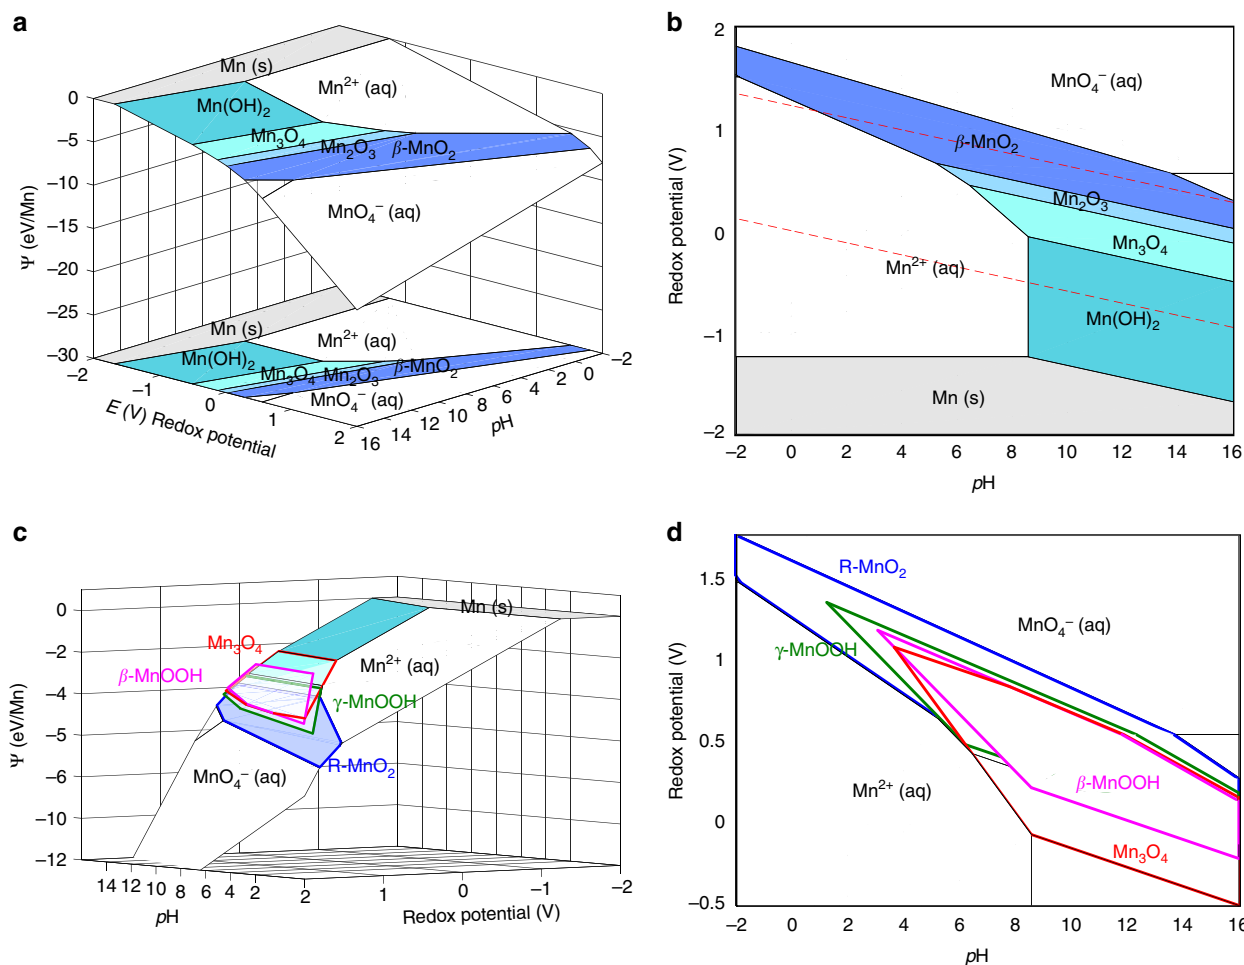 a
Mn (s)
Mn²⁺ (aq)
Mn(OH)₂
Mn₃O₄
Mn₂O₃
β-MnO₂
MnO₄⁻ (aq)
0
−5
−10
−15
−20
−25
−30
Ψ (eV/Mn)
Mn (s)
Mn²⁺ (aq)
Mn(OH)₂
Mn₃O₄
Mn₂O₃
β-MnO₂
MnO₄⁻ (aq)
−2
−1
0
1
2
E (V) Redox potential
16
14
12
10
8
6
4
2
0
−2
pH
b
2
1
0
−1
−2
Redox potential (V)
MnO₄⁻ (aq)
β-MnO₂
Mn₂O₃
Mn₃O₄
Mn²⁺ (aq)
Mn(OH)₂
Mn (s)
−2 0 2 4 6 8 10 12 14 16
pH
c
0
−2
−4
−5
−6
−10
−12
Ψ (eV/Mn)
Mn (s)
Mn₃O₄
Mn²⁺ (aq)
β-MnOOH
γ-MnOOH
R-MnO₂
MnO₄⁻ (aq)
14 12 10 8 6 4 2
pH
2 1 0 −1 −2
Redox potential (V)
d
1.5
1
0.5
0
−0.5
Redox potential (V)
R-MnO₂
MnO₄⁻ (aq)
γ-MnOOH
β-MnOOH
Mn²⁺ (aq)
Mn₃O₄
−2 0 2 4 6 8 10 12 14 16
pH